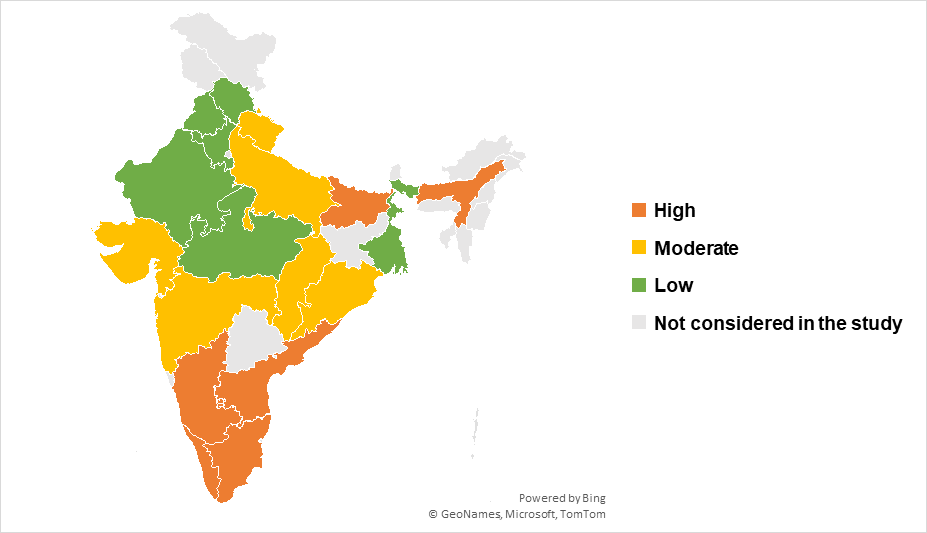 High
Moderate
Low
Not considered in the study
Powered by Bing
© GeoNames, Microsoft, TomTom